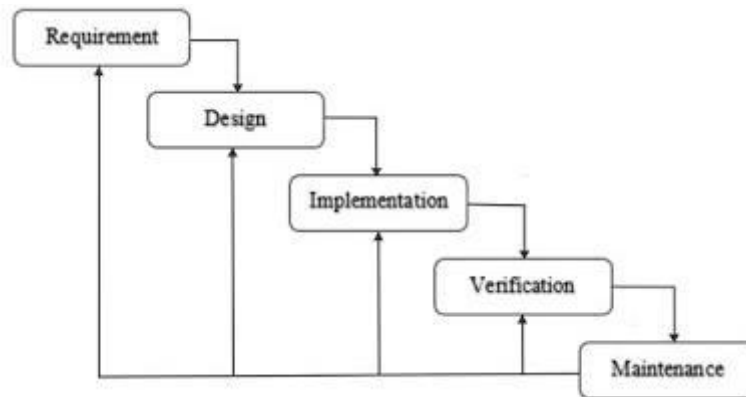 Requirement
Design
Implementation
Verification
Maintenance